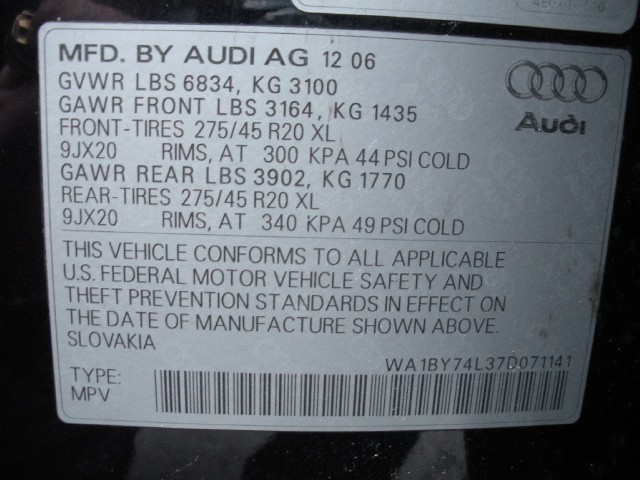 MFD. BY AUDI AG 12 06
GVWR LBS 6834, KG 3100
GAWR FRONT LBS 3164, KG 1435
FRONT-TIRES 275/45 R20 XL
9JX20 RIMS, AT 300 KPA 44 PSI COLD
GAWR REAR LBS 3902, KG 1770
REAR-TIRES 275/45 R20 XL
9JX20 RIMS, AT 340 KPA 49 PSI COLD
Audi
THIS VEHICLE CONFORMS TO ALL APPLICABLE
U.S. FEDERAL MOTOR VEHICLE SAFETY AND
THEFT PREVENTION STANDARDS IN EFFECT ON
THE DATE OF MANUFACTURE SHOWN ABOVE.
SLOVAKIA
WA1BY74L37D071141
TYPE:
MPV